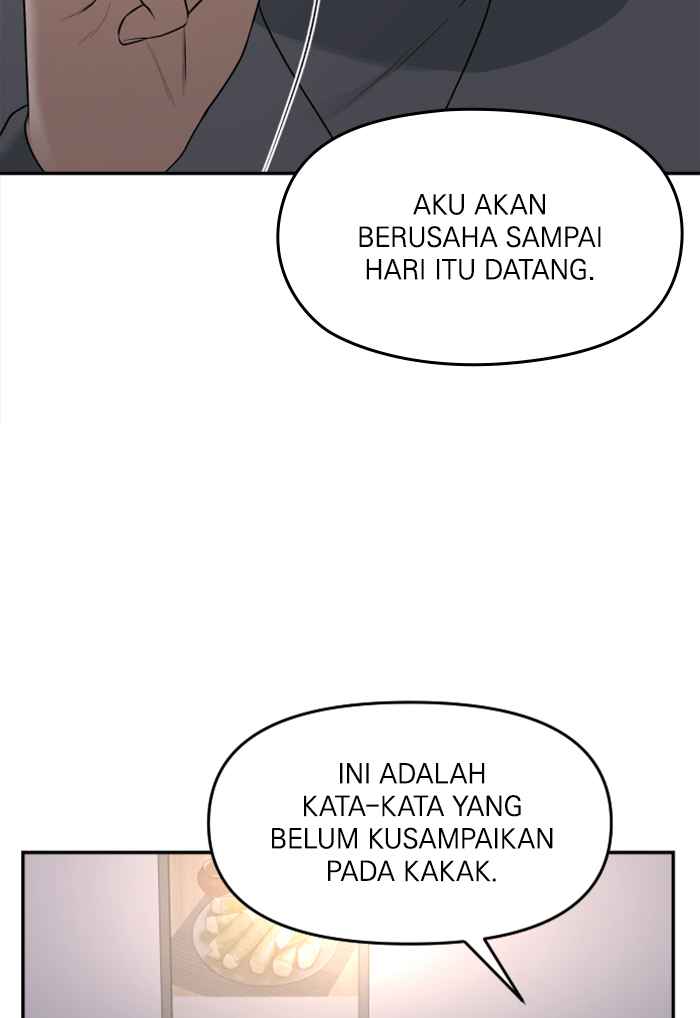 AKU AKAN
BERUSAHA SAMPAI
HARI ITU DATANG.
INI ADALAH
KATA-KATA YANG
BELUM KUSAMPAIKAN
PADA KAKAK.